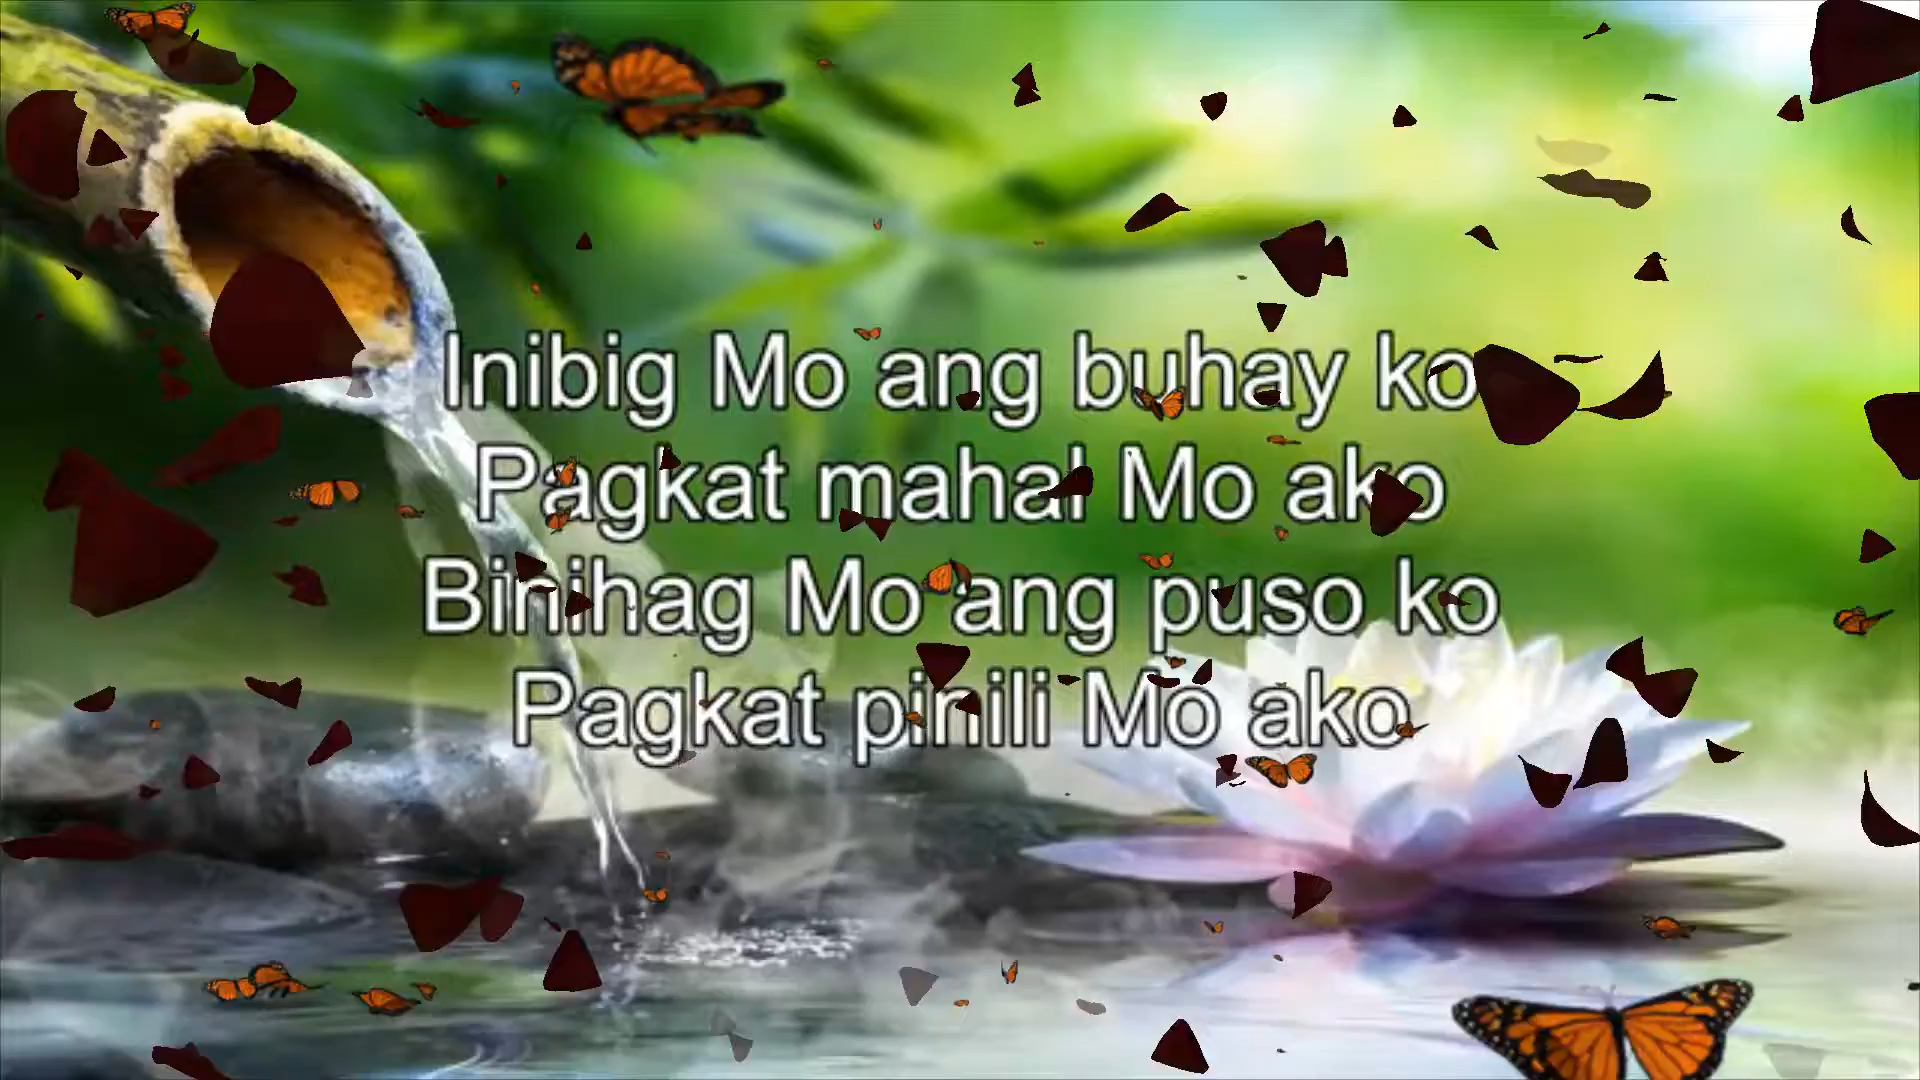 Inibig Mo ang buhay ko
Pagkat mahal Mo ako
Binihag Mo ang puso ko
Pagkat pinili Mo ako